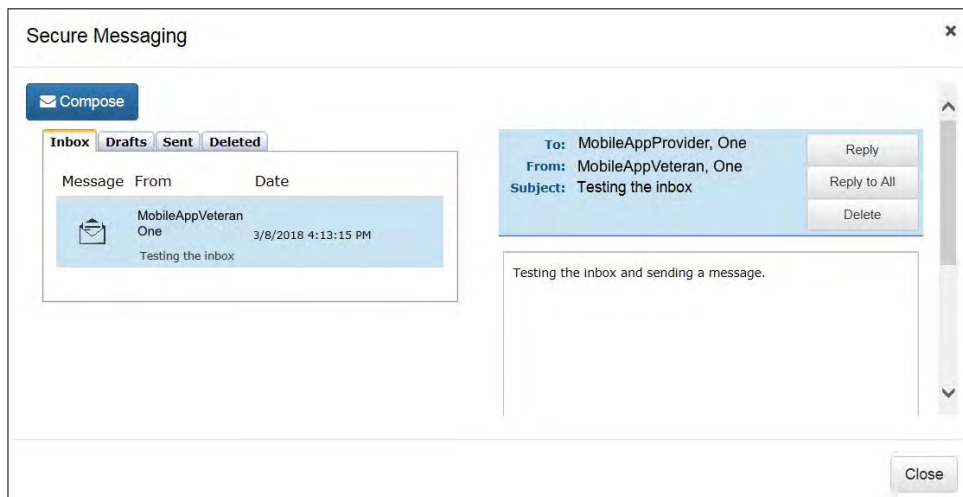 Secure Messaging
Compose
Inbox Drafts Sent Deleted
Message From Date
MobileAppVeteran
One
3/8/2018 4:13:15 PM
Testing the inbox
To: MobileAppProvider, One
From: MobileAppVeteran, One
Subject: Testing the inbox
Reply
Reply to All
Delete
Testing the inbox and sending a message.
Close